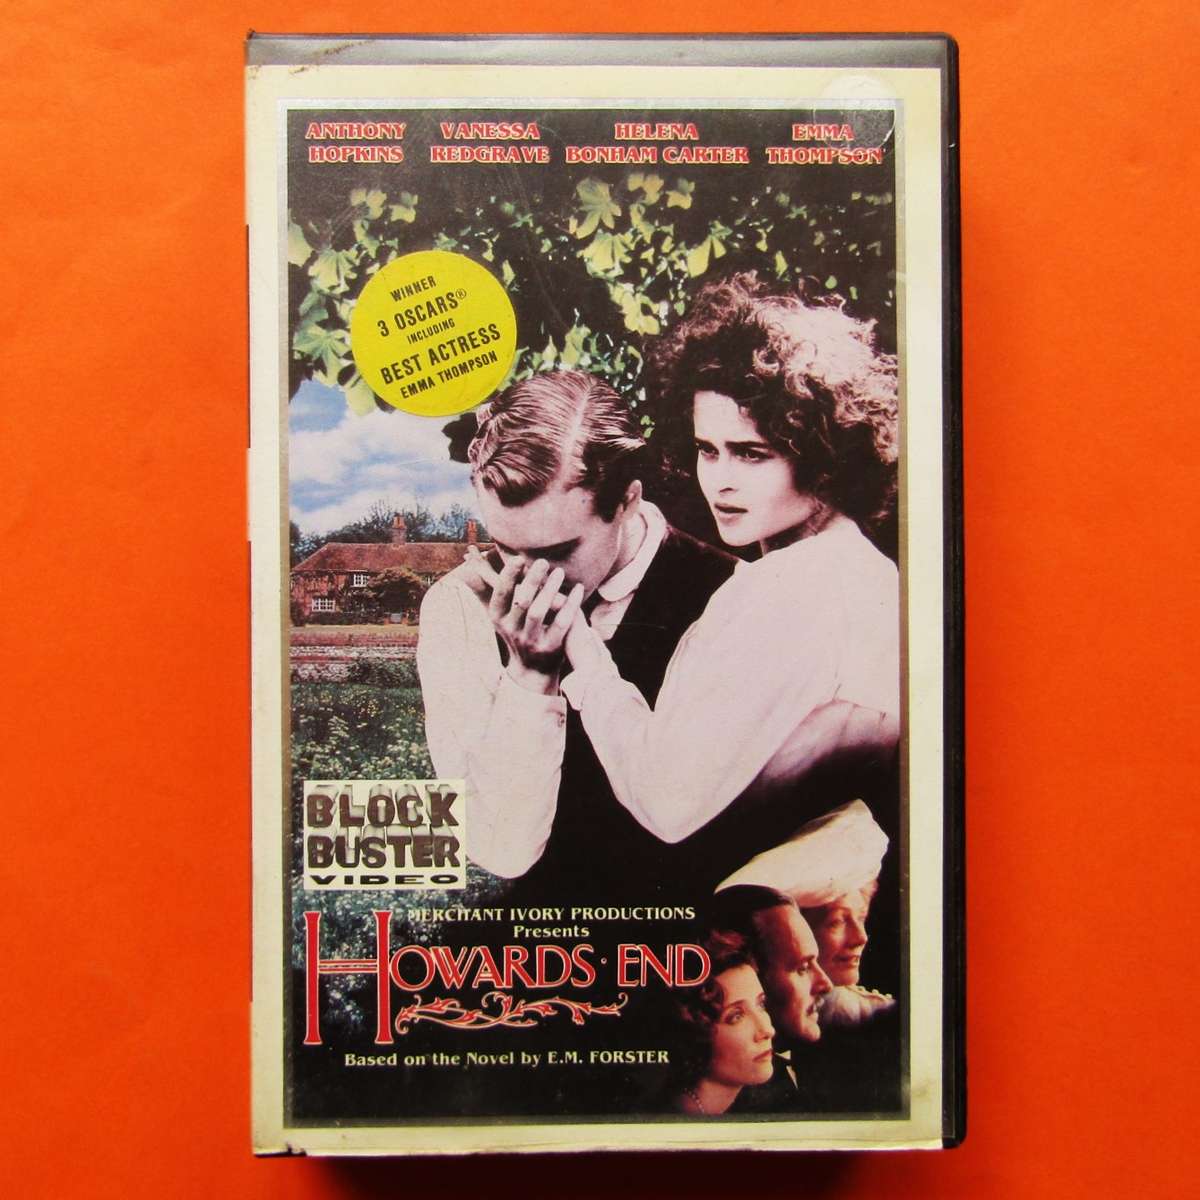 ANTHONY HOPKINS
VANESSA REDGRAVE
HELENA BONHAM CARTER
EMMA THOMPSON
WINNER
3 OSCARS®
INCLUDING
BEST ACTRESS
EMMA THOMPSON
BLOCK
BUSTER
VIDEO
MERCHANT IVORY PRODUCTIONS
Presents
HOWARDS · END
Based on the Novel by E.M. FORSTER